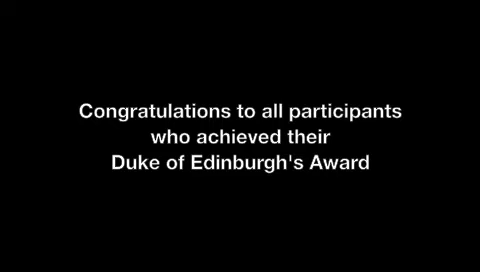 Congratulations to all participants
who achieved their
Duke of Edinburgh's Award